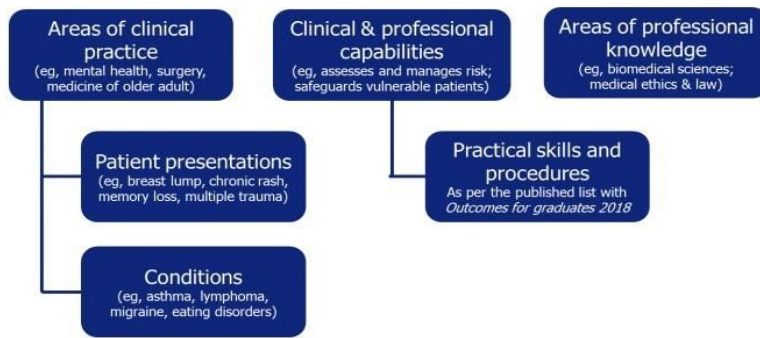 Areas of clinical
practice
(eg, mental health, surgery,
medicine of older adult)
Clinical & professional
capabilities
(eg, assesses and manages risk;
safeguards vulnerable patients)
Areas of professional
knowledge
(eg, biomedical sciences;
medical ethics & law)
Patient presentations
(eg, breast lump, chronic rash,
memory loss, multiple trauma)
Practical skills and
procedures
As per the published list with
Outcomes for graduates 2018
Conditions
(eg, asthma, lymphoma,
migraine, eating disorders)